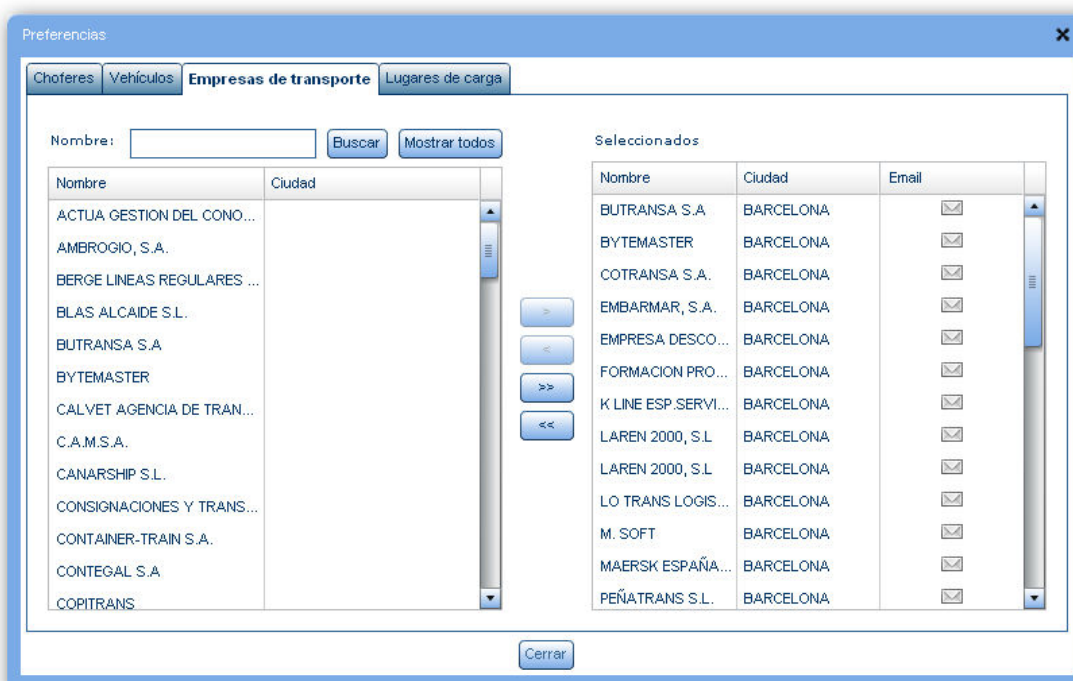 Preferencias
Choferes Vehículos Empresas de transporte Lugares de carga
Nombre: Buscar Mostrar todos
Nombre Ciudad
ACTUA GESTION DEL CONO...
AMBROGIO, S.A.
BERGE LINEAS REGULARES ...
BLAS ALCAIDE S.L.
BUTRANSA S.A
BYTEMASTER
CALVET AGENCIA DE TRAN...
C.A.M.S.A.
CANARSHIP S.L.
CONSIGNACIONES Y TRANS...
CONTAINER-TRAIN S.A.
CONTEGAL S.A
COPITRANS
>
<
>>
<<
Seleccionados
Nombre Ciudad Email
BUTRANSA S.A BARCELONA
BYTEMASTER BARCELONA
COTRANSA S.A. BARCELONA
EMBARMAR, S.A. BARCELONA
EMPRESA DESCO... BARCELONA
FORMACION PRO... BARCELONA
K LINE ESP.SERVI... BARCELONA
LAREN 2000, S.L BARCELONA
LAREN 2000, S.L BARCELONA
LO TRANS LOGIS... BARCELONA
M. SOFT BARCELONA
MAERSK ESPAÑA... BARCELONA
PEÑATRANS S.L. BARCELONA
Cerrar